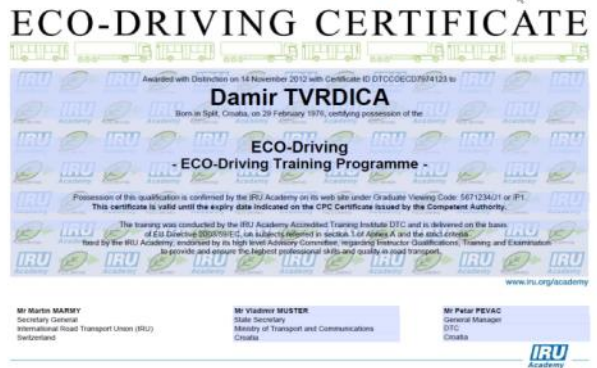 ECO-DRIVING CERTIFICATE
Awarded with Distinction on 14 November 2012 with Certificate ID DTCCOECD7974123 to
Damir TVRDICA
Born in Split, Croatia, on 29 February 1976, certifying possession of the
ECO-Driving
- ECO-Driving Training Programme -
Possession of this qualification is confirmed by the IRU Academy on its web site under Graduate Viewing Code: 5671234/J1 or IP1.
This certificate is valid until the expiry date indicated on the CPC Certificate issued by the Competent Authority.
The training was conducted by the IRU Academy Accredited Training Institute DTC and is delivered on the basis
of EU Directive 2003/59/EC, on subjects referred in section 1 of Annex A and the strict criteria
fixed by the IRU Academy, endorsed by its high level Advisory Committee, regarding Instructor Qualifications, Training and Examination
to provide and ensure the highest professional skills and quality in road transport.
www.iru.org/academy
Mr Martin MARMY
Secretary General
International Road Transport Union (IRU)
Switzerland
Mr Vladimir MUSTER
State Secretary
Ministry of Transport and Communications
Croatia
Mr Petar PEVAC
General Manager
DTC
Croatia
IRU
Academy